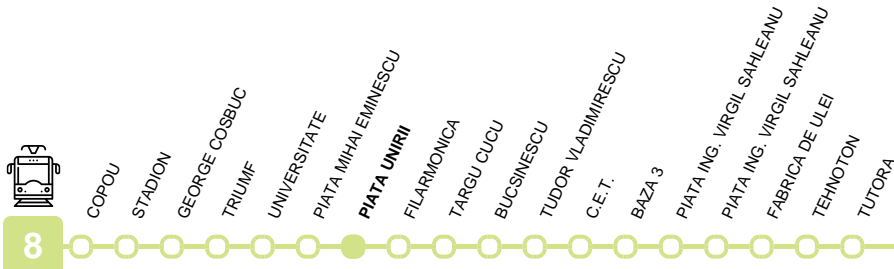 8
COPOU
STADION
GEORGE COSBUC
TRIUMF
UNIVERSITATE
PIATA MIHAI EMINESCU
PIATA UNIRII
FILARMONICA
TARGU CUCU
BUCSINESCU
TUDOR VLADIMIRESCU
C.E.T.
BAZA 3
PIATA ING. VIRGIL SAHLEANU
PIATA ING. VIRGIL SAHLEANU
FABRICA DE ULEI
TEHNOTON
TUTORA